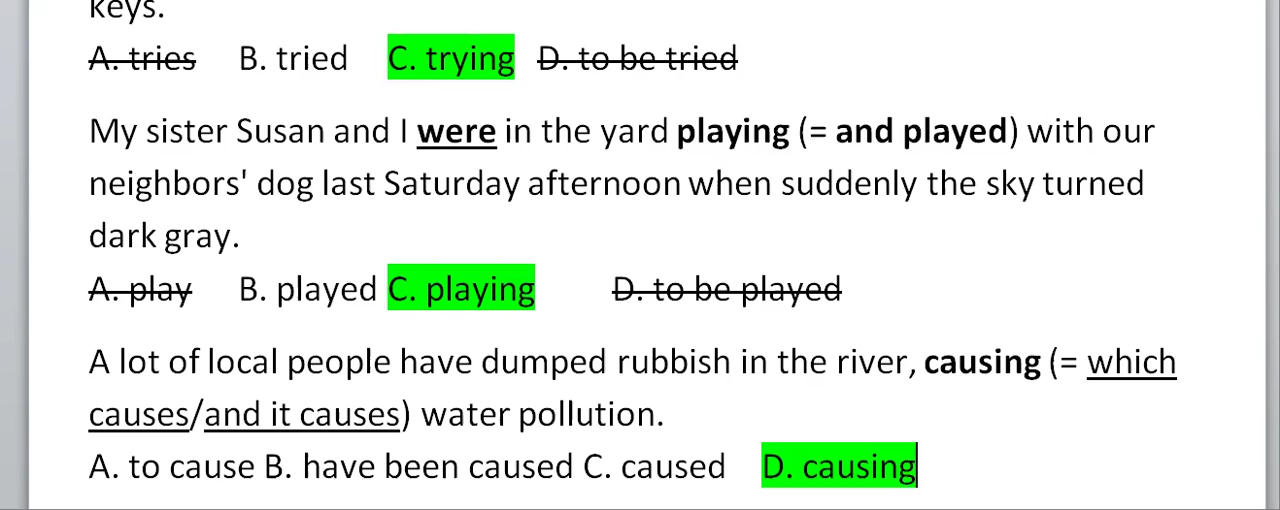 keys.
A. tries B. tried C. trying D. to be tried
My sister Susan and I were in the yard playing (= and played) with our
neighbors' dog last Saturday afternoon when suddenly the sky turned
dark gray.
A. play B. played C. playing D. to be played
A lot of local people have dumped rubbish in the river, causing (= which
causes/and it causes) water pollution.
A. to cause B. have been caused C. caused D. causing